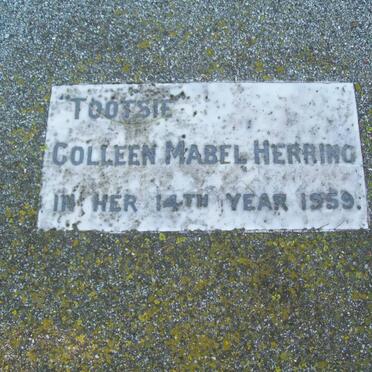 TOOTSIE
COLLEEN MABEL HERRING
IN HER 14TH YEAR 1959.